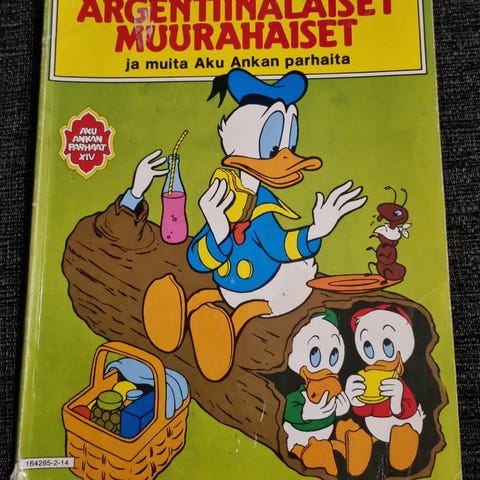 ARGENTIINALAISET
MUURAHAISET
ja muita Aku Ankan parhaita
AKU
ANKAN
PARHAAT
XIV
164285-2-14